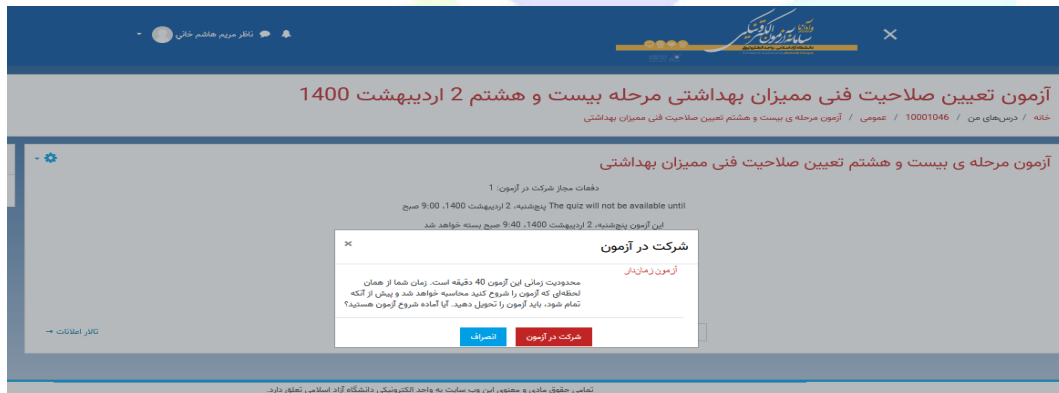 ناظر مریم هاشم خانی
سامانه آزمون الکترونیکی
آزمون تعیین صلاحیت فنی ممیزان بهداشتی مرحله بیست و هشتم 2 اردیبهشت 1400
خانه / درس‌های من / 10001046 / عمومی / آزمون مرحله ی بیست و هشتم تعیین صلاحیت فنی ممیزان بهداشتی
آزمون مرحله ی بیست و هشتم تعیین صلاحیت فنی ممیزان بهداشتی
دفعات مجاز شرکت در آزمون: 1
The quiz will not be available until پنج‌شنبه، 2 اردیبهشت 1400، 9:00 صبح
این آزمون پنج‌شنبه، 2 اردیبهشت 1400، 9:40 صبح بسته خواهد شد
شرکت در آزمون
×
آزمون زمان‌دار
محدودیت زمانی این آزمون 40 دقیقه است. زمان شما از همان
لحظه‌ای که آزمون را شروع کنید محاسبه خواهد شد و پیش از آنکه
تمام شود، باید آزمون را تحویل دهید. آیا آماده شروع آزمون هستید؟
شرکت در آزمون
انصراف
تالار اعلانات →
تمامی حقوق مادی و معنوی این وب سایت به واحد الکترونیکی دانشگاه آزاد اسلامی تعلق دارد.